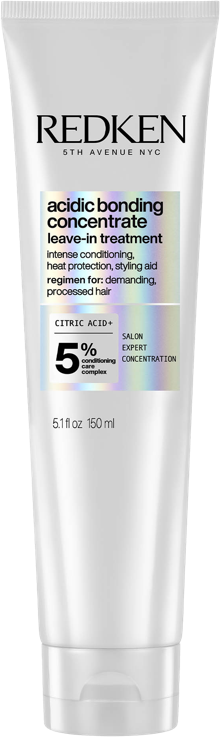 REDKEN
5TH AVENUE NYC
acidic bonding
concentrate
leave-in treatment
intense conditioning,
heat protection, styling aid
regimen for: demanding,
processed hair
CITRIC ACID+
5%
conditioning
care
complex
SALON
EXPERT
CONCENTRATION
5.1 fl oz 150 ml